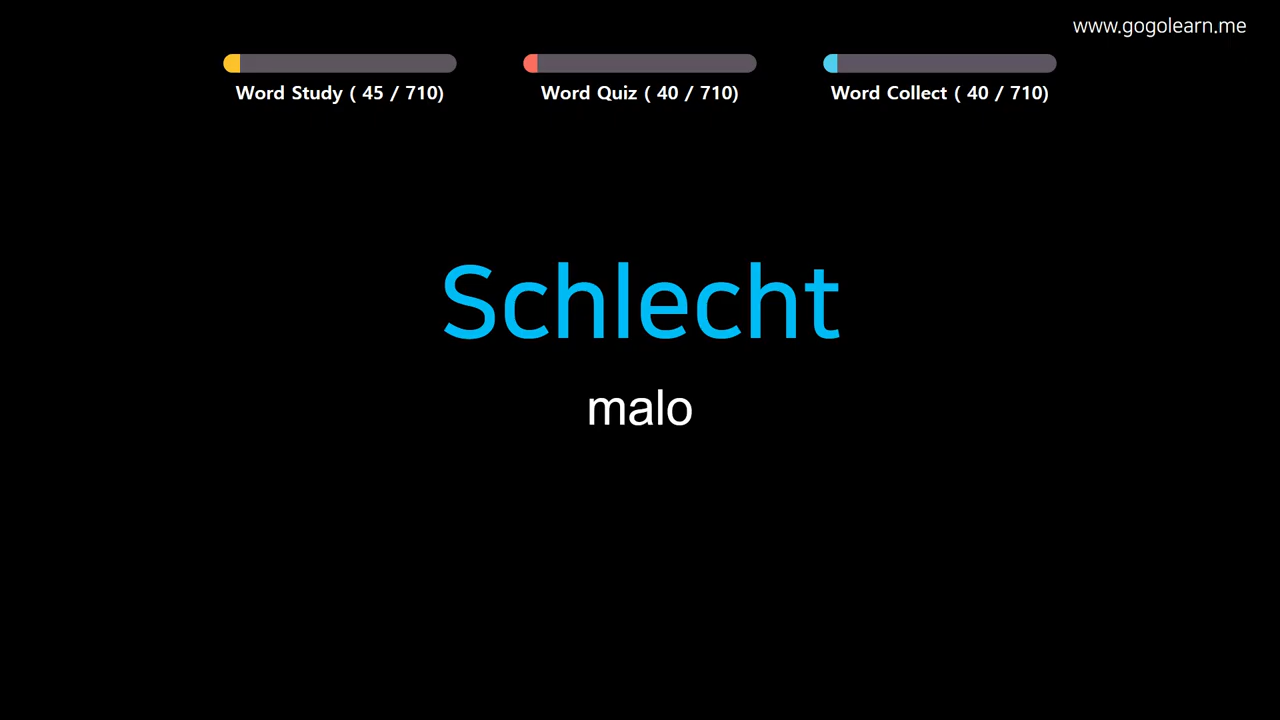 www.gogolearn.me
Word Study ( 45 / 710)
Word Quiz ( 40 / 710)
Word Collect ( 40 / 710)
Schlecht
malo